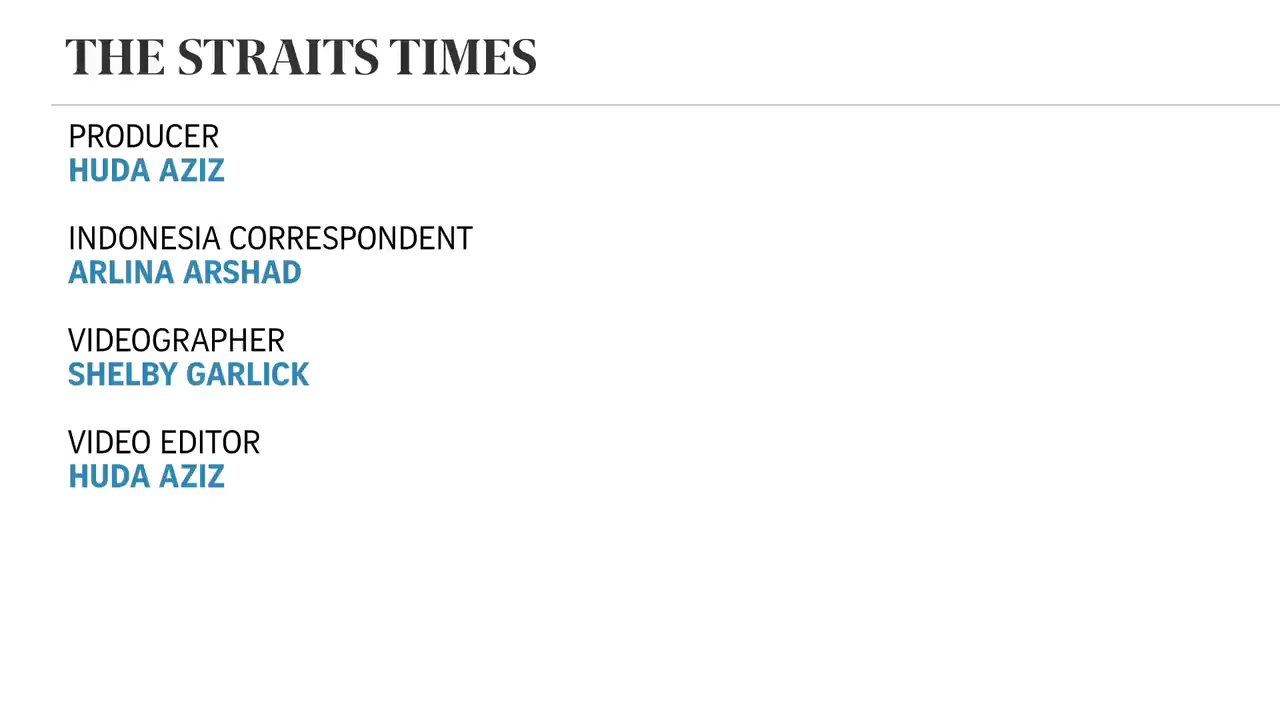 THE STRAITS TIMES
PRODUCER
HUDA AZIZ
INDONESIA CORRESPONDENT
ARLINA ARSHAD
VIDEOGRAPHER
SHELBY GARLICK
VIDEO EDITOR
HUDA AZIZ